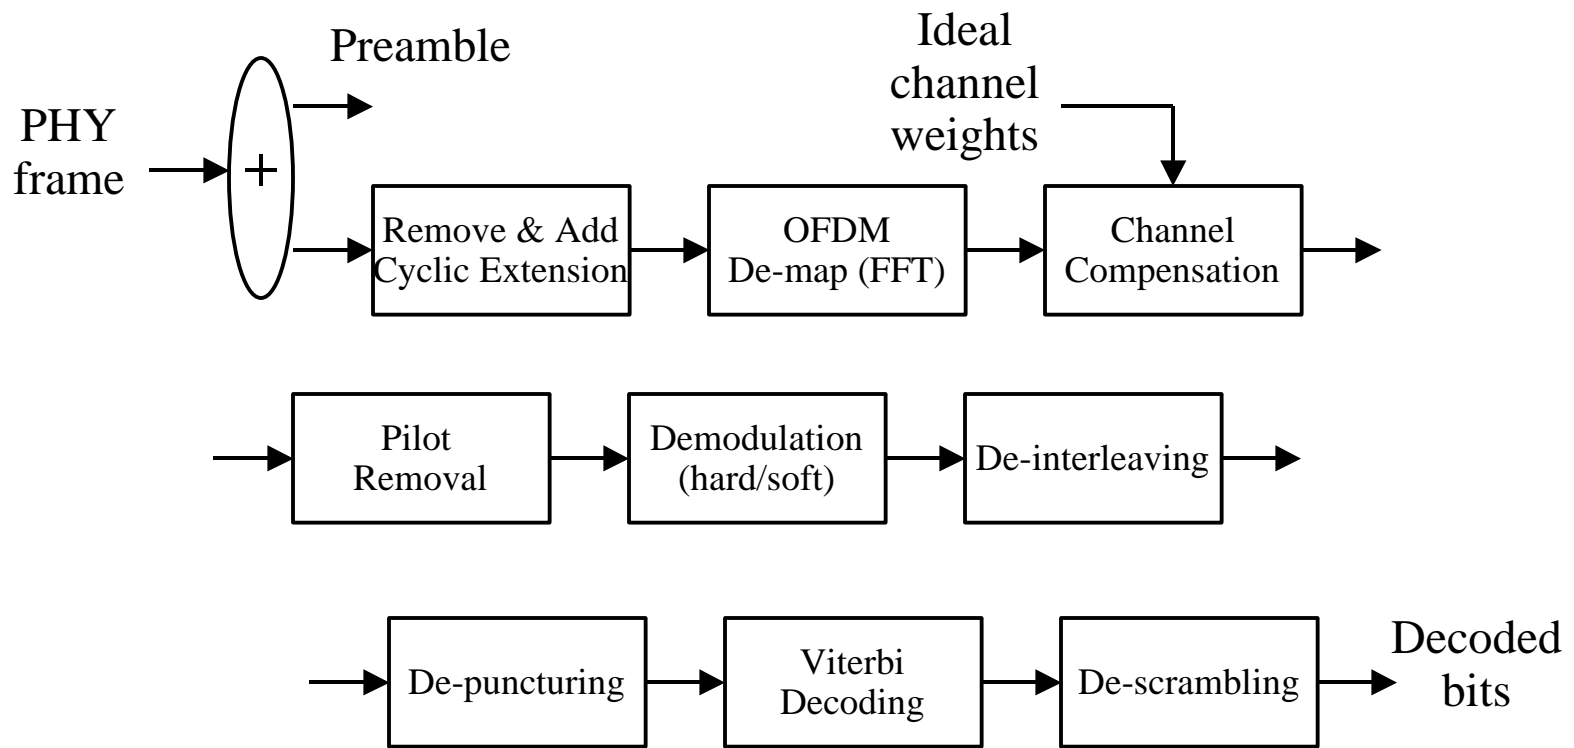 Preamble
Ideal
channel
weights
PHY
frame
+
Remove & Add
Cyclic Extension
OFDM
De-map (FFT)
Channel
Compensation
Pilot
Removal
Demodulation
(hard/soft)
De-interleaving
De-puncturing
Viterbi
Decoding
De-scrambling
Decoded
bits